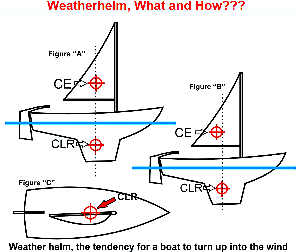 Weatherhelm, What and How???
Figure "A"
CE
CLR
Figure "B"
CE
CLR
Figure "C"
CLR
Weather helm, the tendency for a boat to turn up into the wind